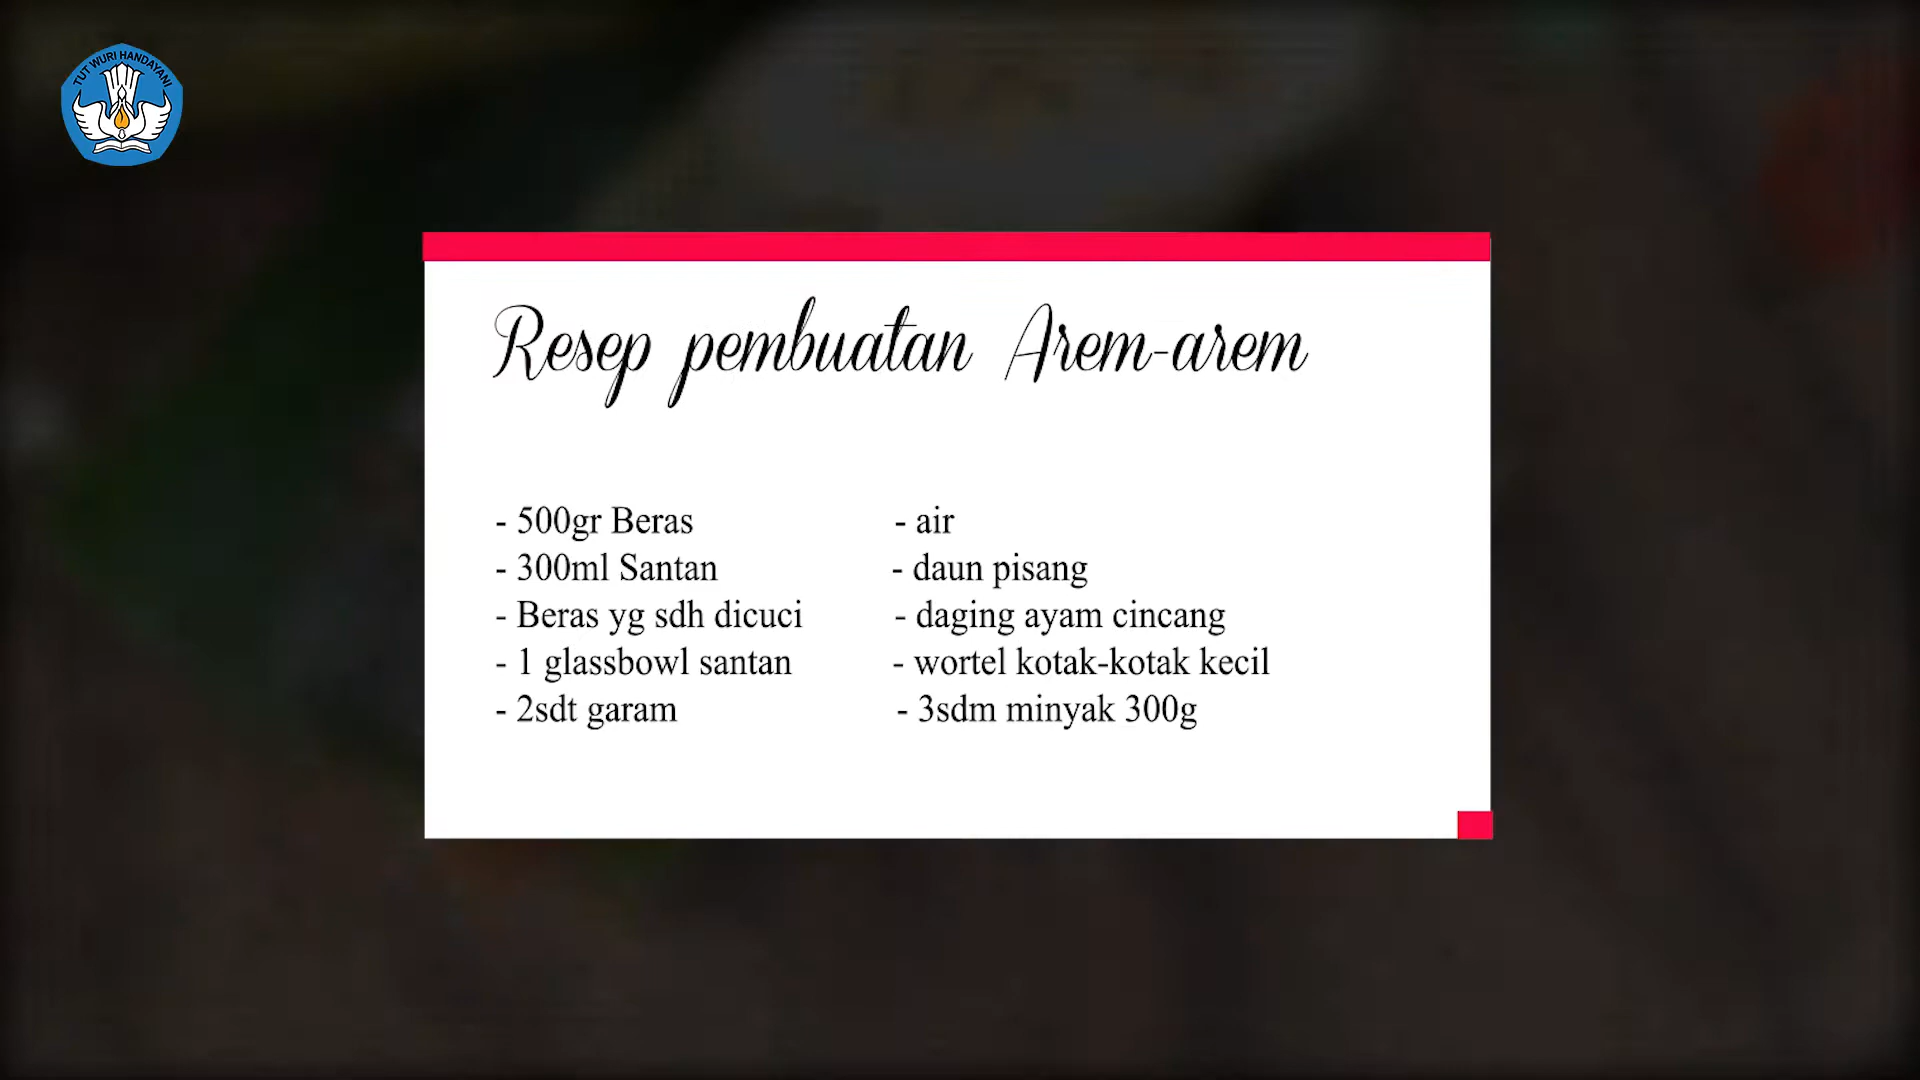 TUT WURI HANDAYANI
Resep pembuatan Arem-arem
- 500gr Beras
- 300ml Santan
- Beras yg sdh dicuci
- 1 glassbowl santan
- 2sdt garam
- air
- daun pisang
- daging ayam cincang
- wortel kotak-kotak kecil
- 3sdm minyak 300g